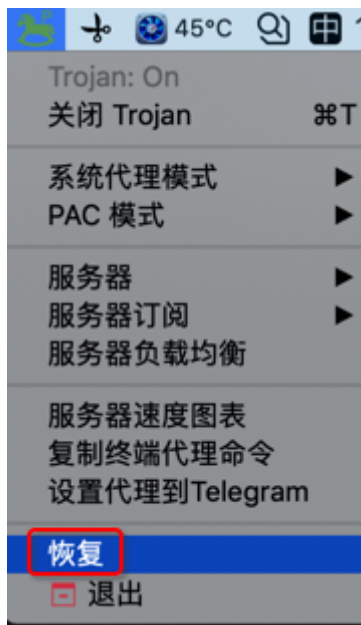 45°C 中
Trojan: On
关闭 Trojan ⌘T
系统代理模式
PAC 模式
服务器
服务器订阅
服务器负载均衡
服务器速度图表
复制终端代理命令
设置代理到Telegram
恢复
退出